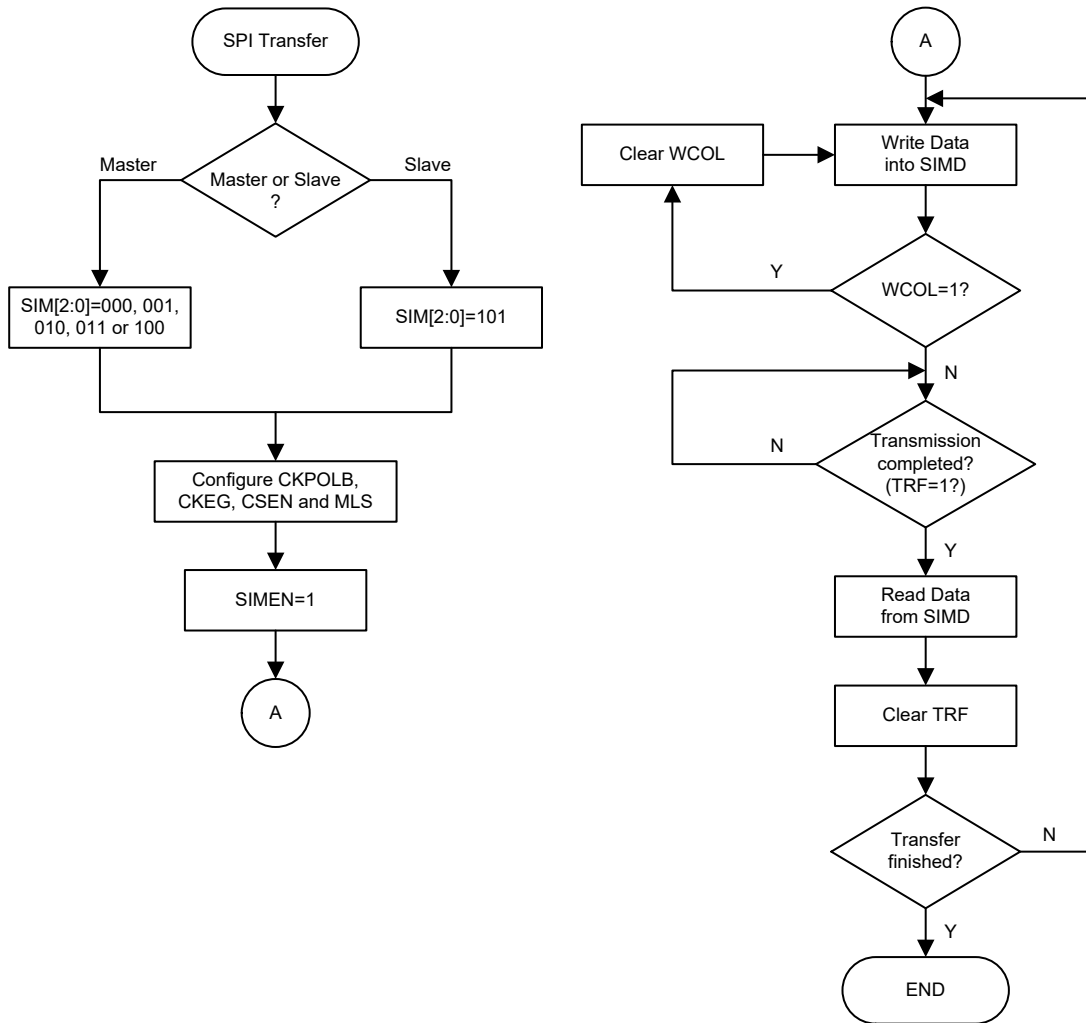 SPI Transfer
Master
Master or Slave
?
Slave
SIM[2:0]=000, 001,
010, 011 or 100
SIM[2:0]=101
Configure CKPOLB,
CKEG, CSEN and MLS
SIMEN=1
A
A
Clear WCOL
Write Data
into SIMD
Y
WCOL=1?
N
N
Transmission
completed?
(TRF=1?)
Y
Read Data
from SIMD
Clear TRF
Transfer
finished?
N
Y
END